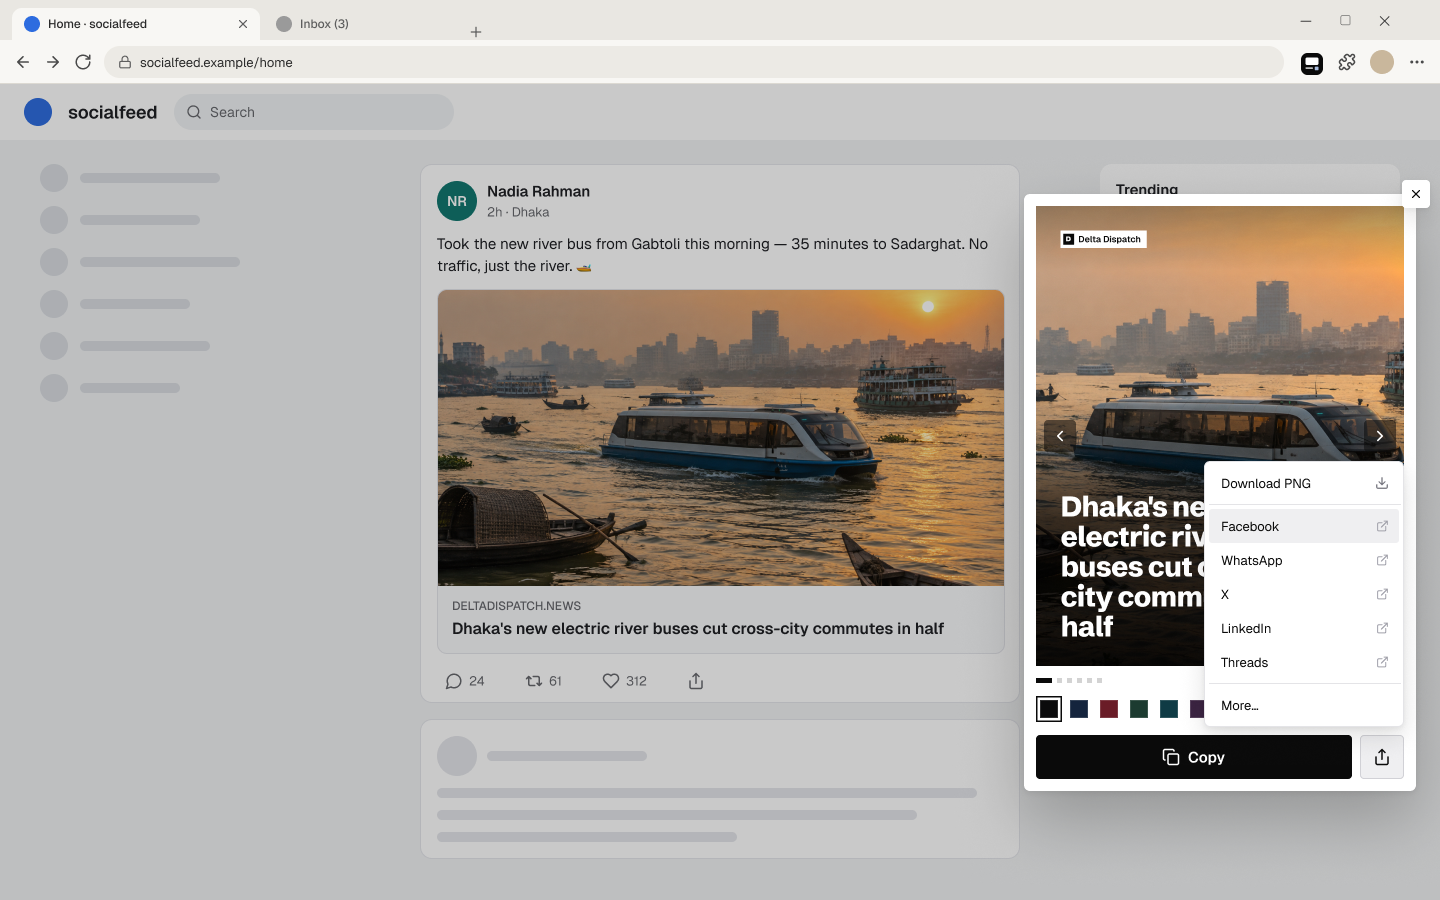 Home · socialfeed
Inbox (3)
socialfeed.example/home
socialfeed
Search
NR
Nadia Rahman
2h · Dhaka
Took the new river bus from Gabtoli this morning — 35 minutes to Sadarghat. No
traffic, just the river. 🚤
DELTADISPATCH.NEWS
Dhaka's new electric river buses cut cross-city commutes in half
24
61
312
Trending
D Delta Dispatch
Dhaka's ne
electric riv
buses cut c
city comm
half
Download PNG
Facebook
WhatsApp
X
LinkedIn
Threads
More...
Copy